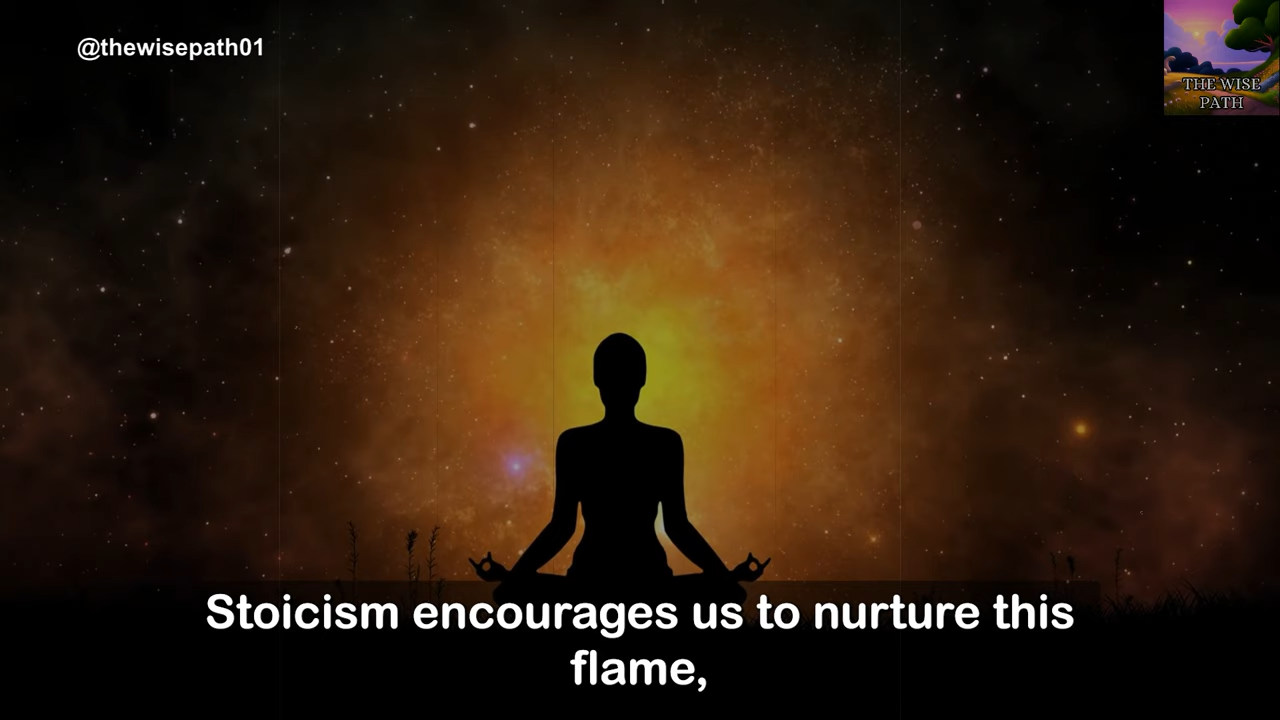 @thewisepath01
THE WISE
PATH
Stoicism encourages us to nurture this
flame,